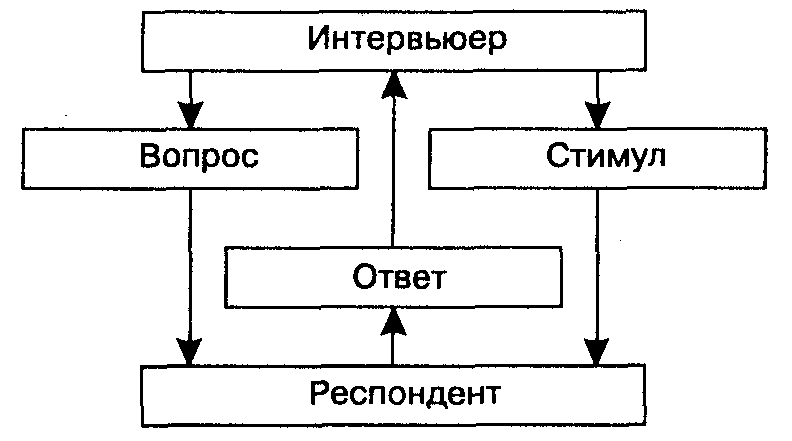 Интервьюер
Вопрос
Стимул
Ответ
Респондент